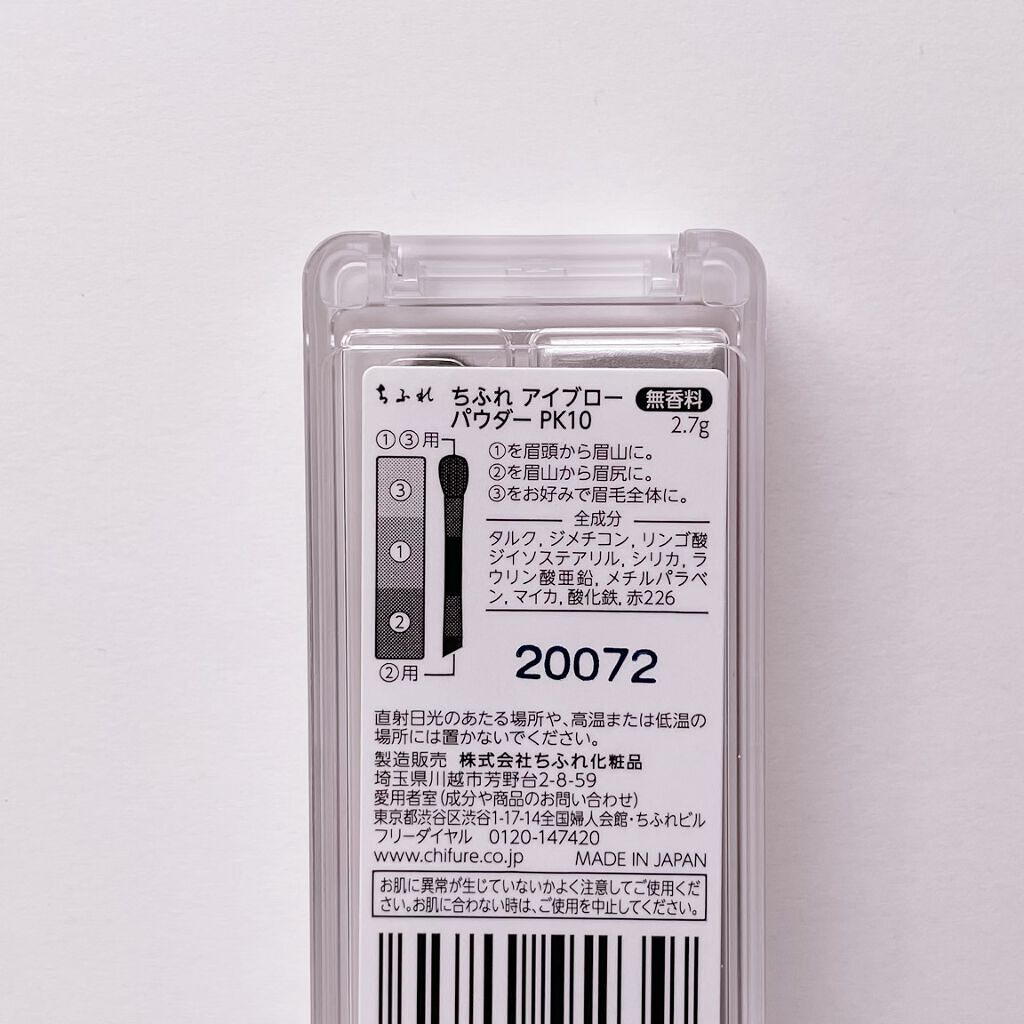 ちふれ ちふれ アイブロー 無香料
パウダー PK10 2.7g
①③用
①を眉頭から眉山に。
②を眉山から眉尻に。
③をお好みで眉毛全体に。
③
①
②
②用
全成分
タルク, ジメチコン, リンゴ酸
ジイソステアリル, シリカ, ラ
ウリン酸亜鉛, メチルパラベ
ン, マイカ, 酸化鉄, 赤226
20072
直射日光のあたる場所や、高温または低温の
場所には置かないでください。
製造販売 株式会社ちふれ化粧品
埼玉県川越市芳野台2-8-59
愛用者室(成分や商品のお問い合わせ)
東京都渋谷区渋谷1-17-14全国婦人会館・ちふれビル
フリーダイヤル 0120-147420
www.chifure.co.jp MADE IN JAPAN
お肌に異常が生じていないかよく注意してご使用くだ
さい。お肌に合わない時は、ご使用を中止してください。